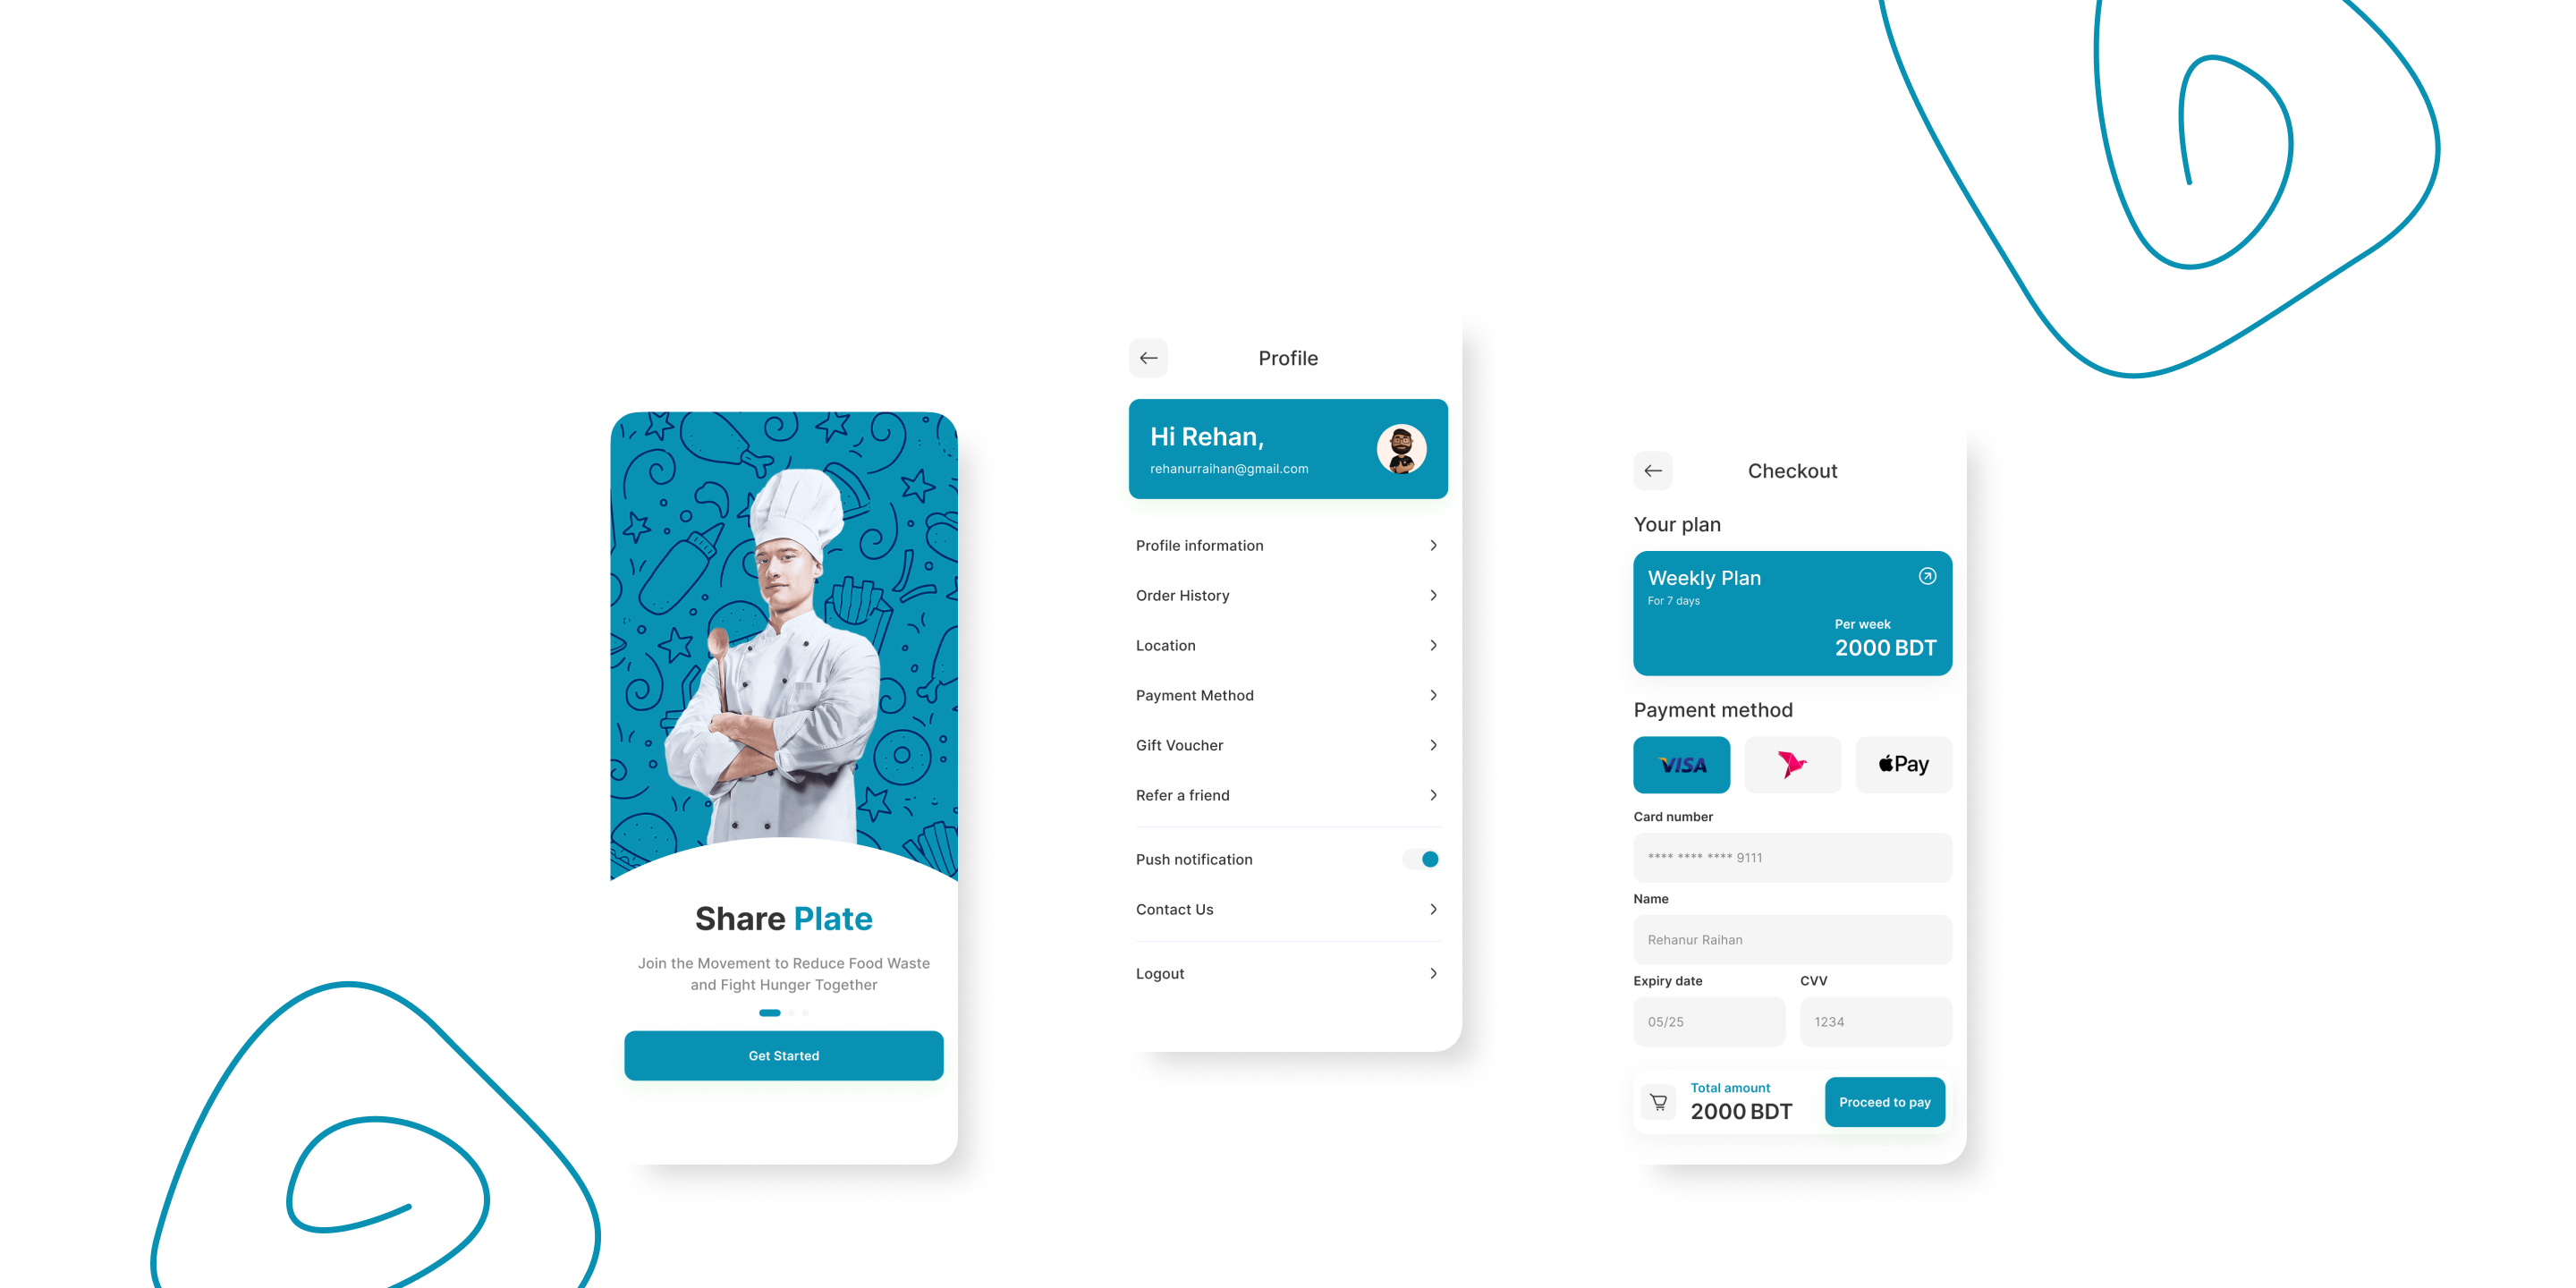 Share Plate
Join the Movement to Reduce Food Waste
and Fight Hunger Together
Get Started
Profile
Hi Rehan,
rehanurraihan@gmail.com
Profile information
Order History
Location
Payment Method
Gift Voucher
Refer a friend
Push notification
Contact Us
Logout
Checkout
Your plan
Weekly Plan
For 7 days
Per week
2000 BDT
Payment method
VISA
Pay
Card number
**** **** **** 9111
Name
Rehanur Raihan
Expiry date CVV
05/25 1234
Total amount
2000 BDT
Proceed to pay